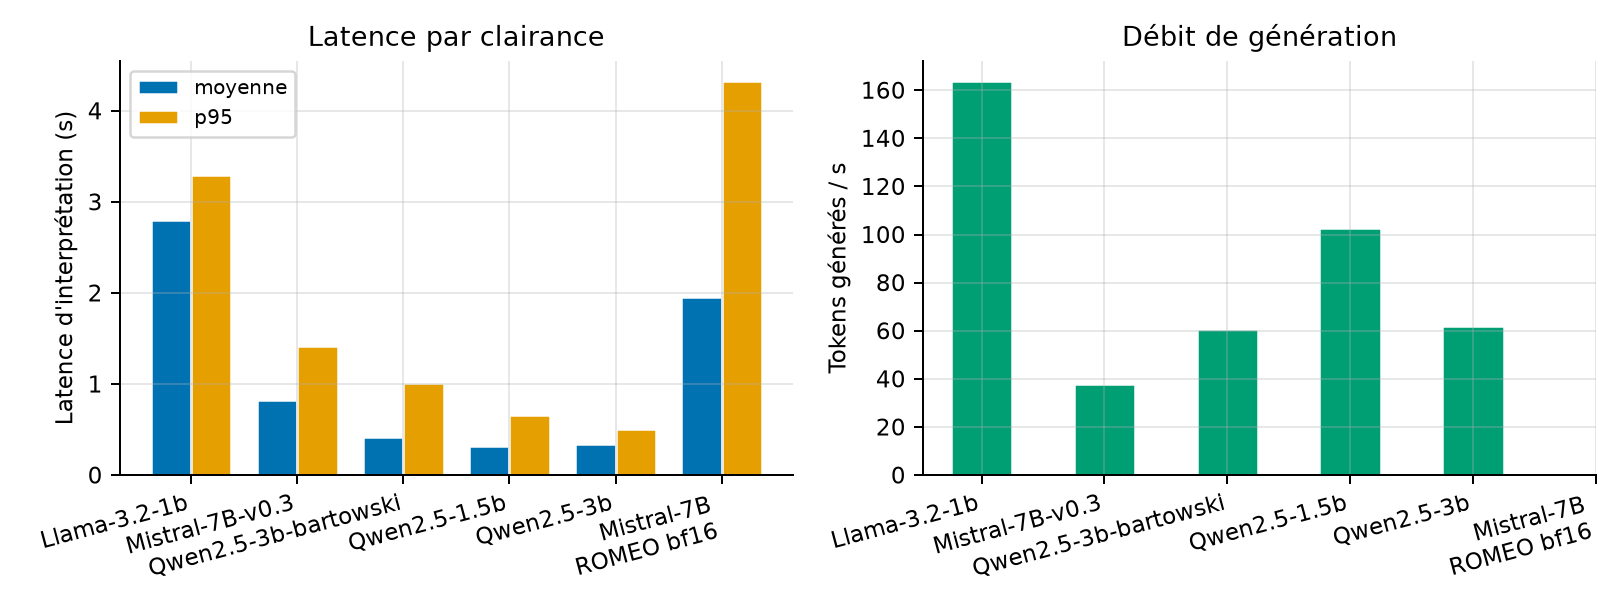 Latence par clairance
moyenne
p95
Latence d'interprétation (s)
4
3
2
1
0
Llama-3.2-1b
Mistral-7B-v0.3
Qwen2.5-3b-bartowski
Qwen2.5-1.5b
Qwen2.5-3b
Mistral-7B
ROMEO bf16
Débit de génération
Tokens générés / s
160
140
120
100
80
60
40
20
0
Llama-3.2-1b
Mistral-7B-v0.3
Qwen2.5-3b-bartowski
Qwen2.5-1.5b
Qwen2.5-3b
Mistral-7B
ROMEO bf16